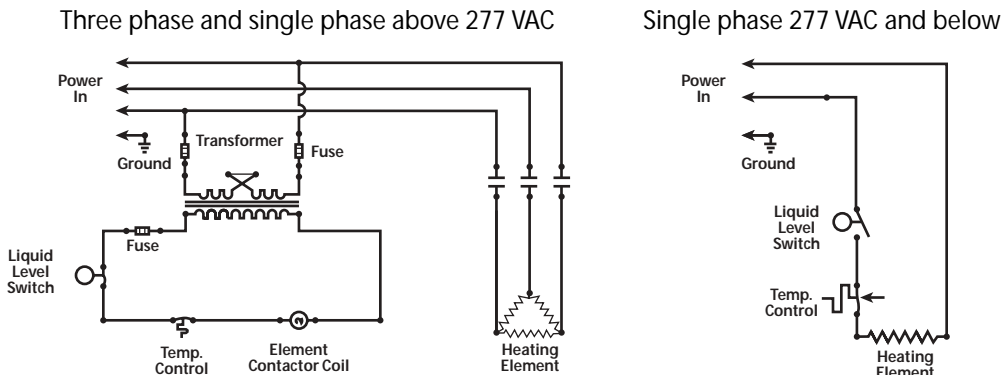 Three phase and single phase above 277 VAC
Power
In
Ground
Transformer
Fuse
Fuse
Liquid
Level
Switch
Temp.
Control
Element
Contactor Coil
Heating
Element
Single phase 277 VAC and below
Power
In
Ground
Liquid
Level
Switch
Temp.
Control
Heating
Element